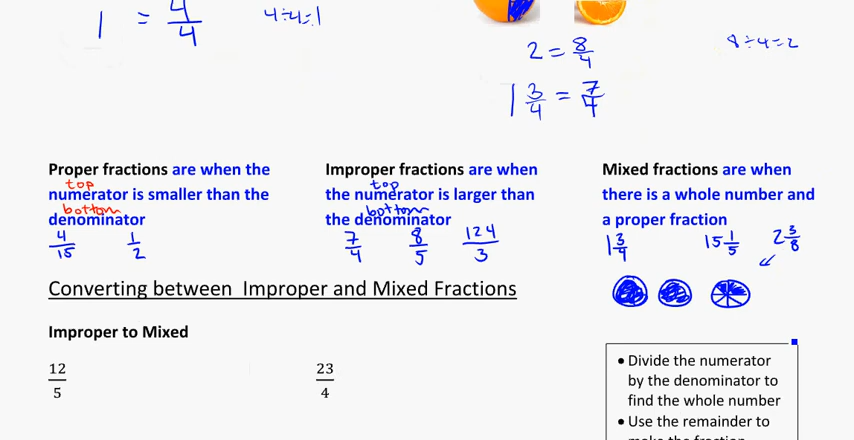 1 = 4/4
4÷4=1
2 = 8/4
8÷4=2
1 3/4 = 7/4
Proper fractions are when the
top
numerator is smaller than the
bottom
denominator
4/15 1/2
Improper fractions are when
top
the numerator is larger than
bottom
the denominator
7/4 8/5 124/3
Mixed fractions are when
there is a whole number and
a proper fraction
1 3/4 15 1/5 2 3/8
Converting between Improper and Mixed Fractions
Improper to Mixed
12/5 23/4
• Divide the numerator
by the denominator to
find the whole number
• Use the remainder to
make the fraction